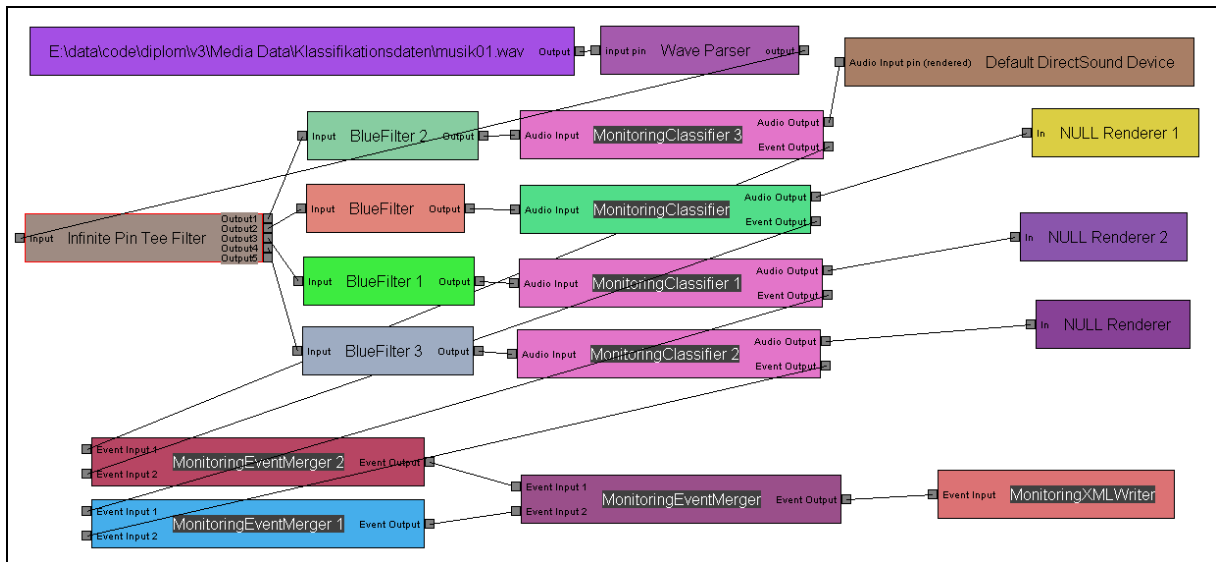 E:\data\code\diplom\v3\Media Data\Klassifikationsdaten\musik01.wav Output
input pin Wave Parser output
Audio Input pin (rendered) Default DirectSound Device
Input BlueFilter 2 Output
Audio Input MonitoringClassifier 3 Audio Output
Event Output
In NULL Renderer 1
Input BlueFilter Output
Audio Input MonitoringClassifier Audio Output
Event Output
Input Infinite Pin Tee Filter Output1
Output2
Output3
Output4
Output5
In NULL Renderer 2
Input BlueFilter 1 Output
Audio Input MonitoringClassifier 1 Audio Output
Event Output
In NULL Renderer
Input BlueFilter 3 Output
Audio Input MonitoringClassifier 2 Audio Output
Event Output
Event Input 1
MonitoringEventMerger 2 Event Output
Event Input 2
Event Input 1
MonitoringEventMerger 1 Event Output
Event Input 2
Event Input 1
MonitoringEventMerger Event Output
Event Input 2
Event Input MonitoringXMLWriter